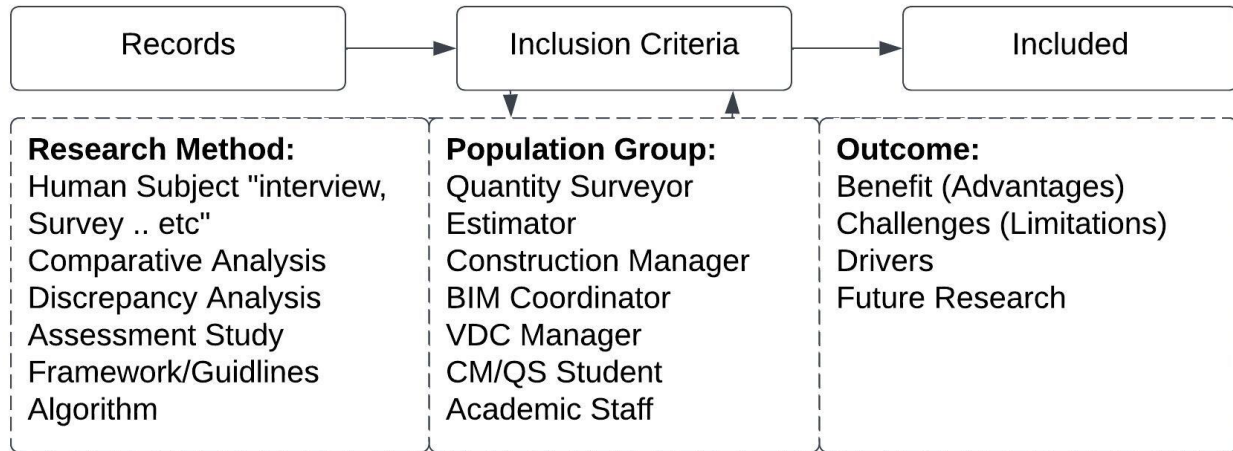 Records
Inclusion Criteria
Included
Research Method:
Human Subject "interview,
Survey .. etc"
Comparative Analysis
Discrepancy Analysis
Assessment Study
Framework/Guidlines
Algorithm
Population Group:
Quantity Surveyor
Estimator
Construction Manager
BIM Coordinator
VDC Manager
CM/QS Student
Academic Staff
Outcome:
Benefit (Advantages)
Challenges (Limitations)
Drivers
Future Research